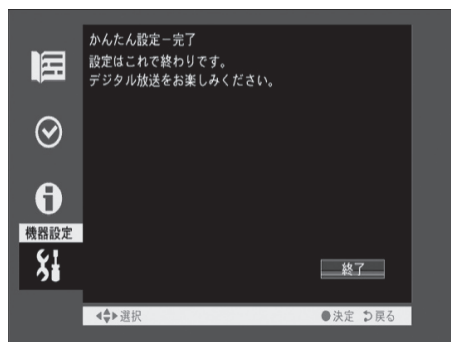 かんたん設定－完了
設定はこれで終わりです。
デジタル放送をお楽しみください。
機器設定
終了
選択
決定 戻る